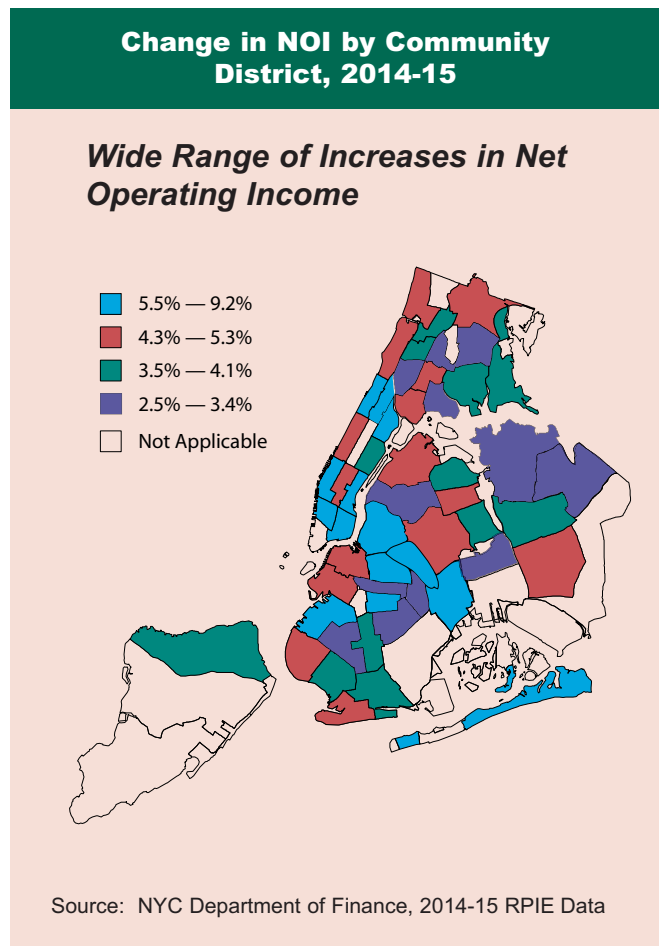 Change in NOI by Community
District, 2014-15
Wide Range of Increases in Net
Operating Income
5.5% — 9.2%
4.3% — 5.3%
3.5% — 4.1%
2.5% — 3.4%
Not Applicable
Source: NYC Department of Finance, 2014-15 RPIE Data